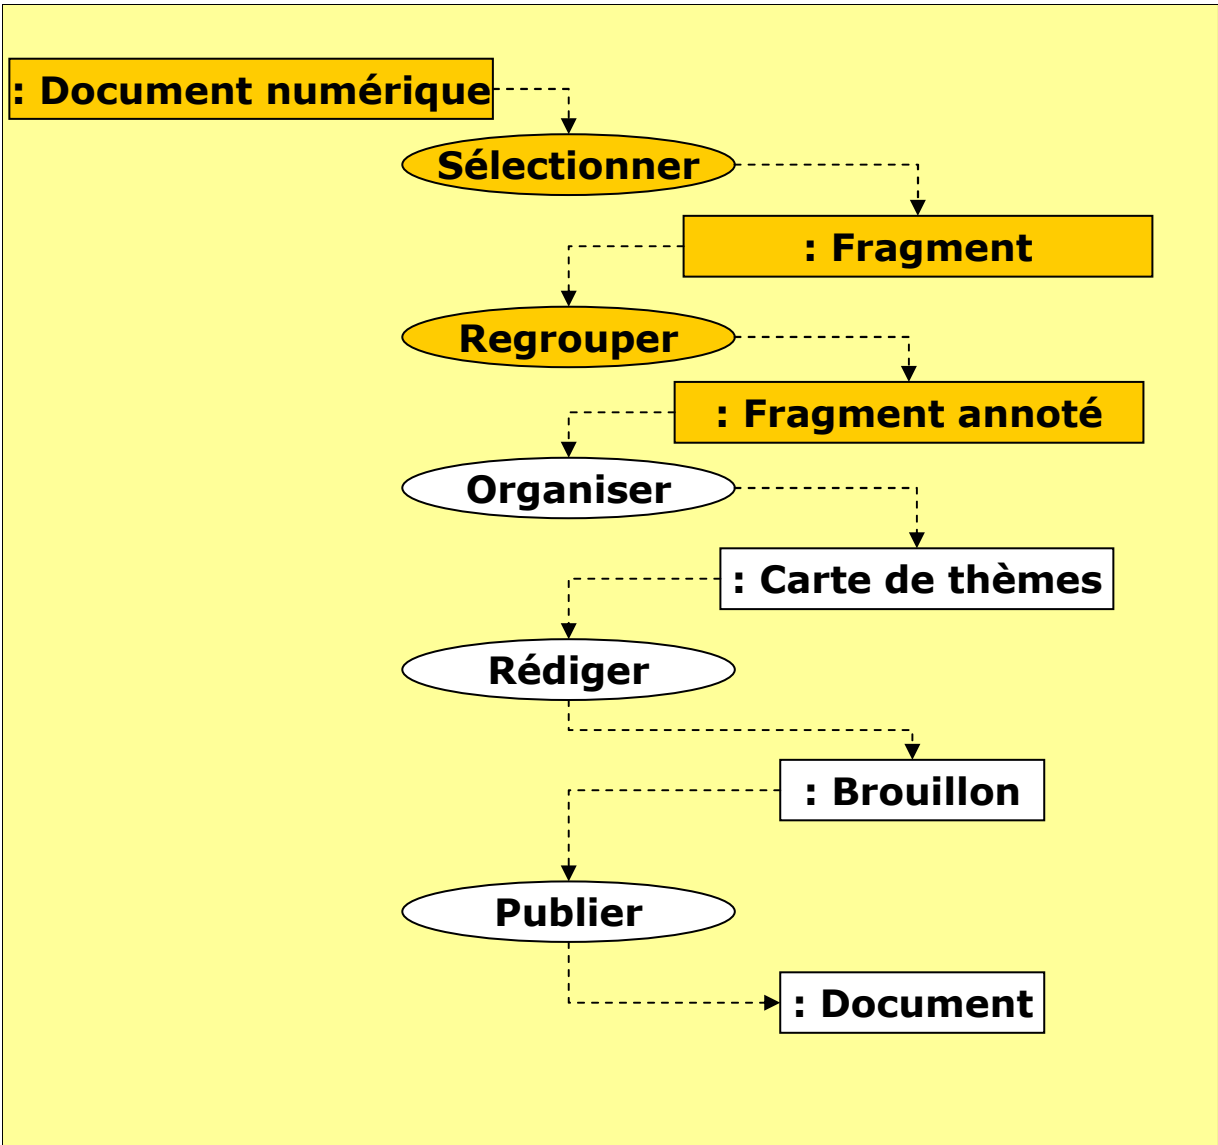 : Document numérique
Sélectionner
: Fragment
Regrouper
: Fragment annoté
Organiser
: Carte de thèmes
Rédiger
: Brouillon
Publier
: Document